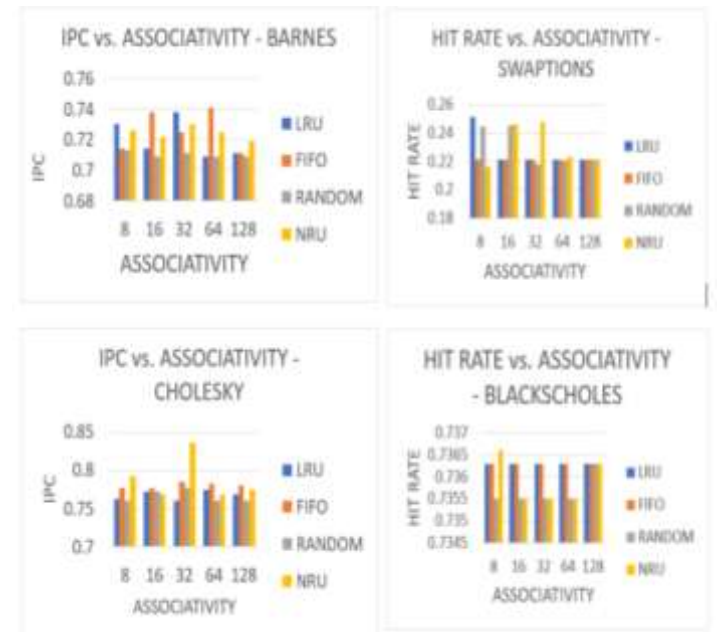 IPC vs. ASSOCIATIVITY - BARNES
0.76
0.74
0.72
0.7
0.68
IPC
8 16 32 64 128
ASSOCIATIVITY
LRU
FIFO
RANDOM
NRU
HIT RATE vs. ASSOCIATIVITY -
SWAPTIONS
0.26
0.24
0.22
0.2
0.18
HIT RATE
8 16 32 64 128
ASSOCIATIVITY
LRU
FIFO
RANDOM
NRU
IPC vs. ASSOCIATIVITY -
CHOLESKY
0.85
0.8
0.75
0.7
IPC
8 16 32 64 128
ASSOCIATIVITY
LRU
FIFO
RANDOM
NRU
HIT RATE vs. ASSOCIATIVITY
- BLACKSCHOLES
0.737
0.7365
0.736
0.7355
0.735
0.7345
HIT RATE
8 16 32 64 128
ASSOCIATIVITY
LRU
FIFO
RANDOM
NRU